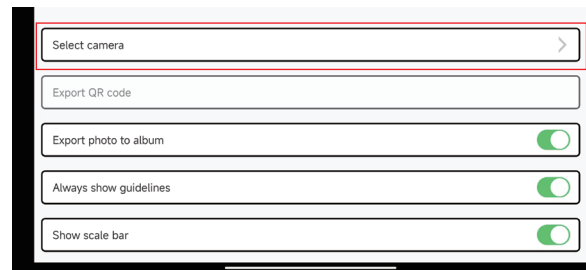 Select camera
Export QR code
Export photo to album
Always show guidelines
Show scale bar